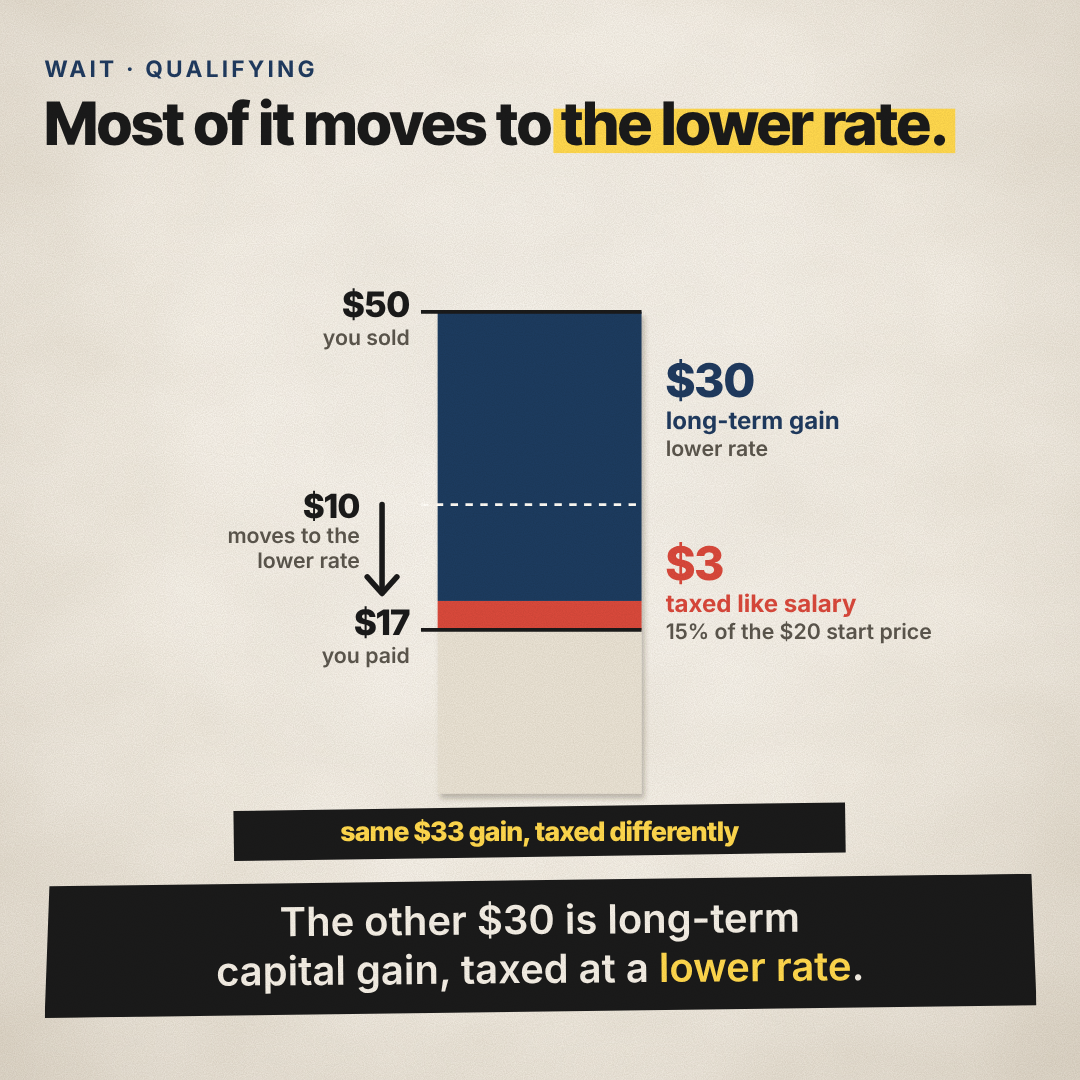 WAIT · QUALIFYING
Most of it moves to the lower rate.
$50
you sold
$30
long-term gain
lower rate
$10
moves to the
lower rate
$3
taxed like salary
15% of the $20 start price
$17
you paid
same $33 gain, taxed differently
The other $30 is long-term
capital gain, taxed at a lower rate.